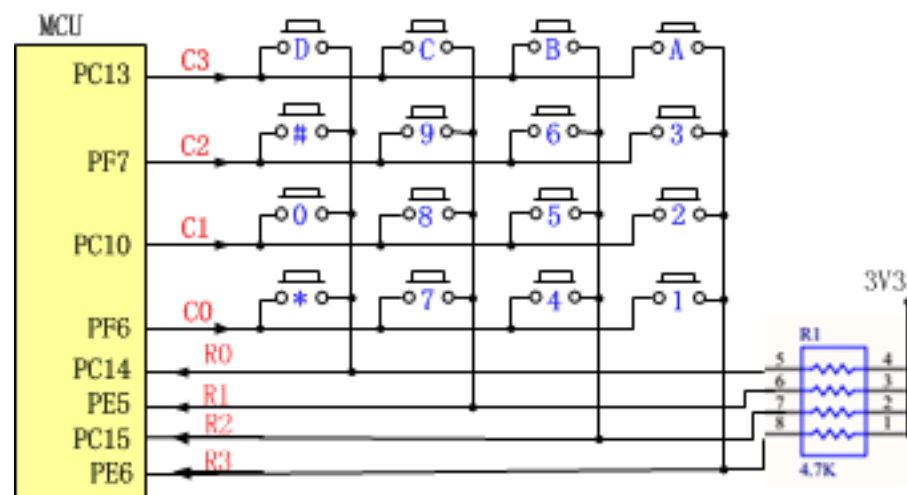 MCU
PC13 C3 D C B A
PF7 C2 # 9 6 3
PC10 C1 0 8 5 2
PF6 C0 * 7 4 1
3V3
R1
PC14 R0 5 4
PE5 R1 6 3
PC15 R2 7 2
PE6 R3 8 1
4.7K